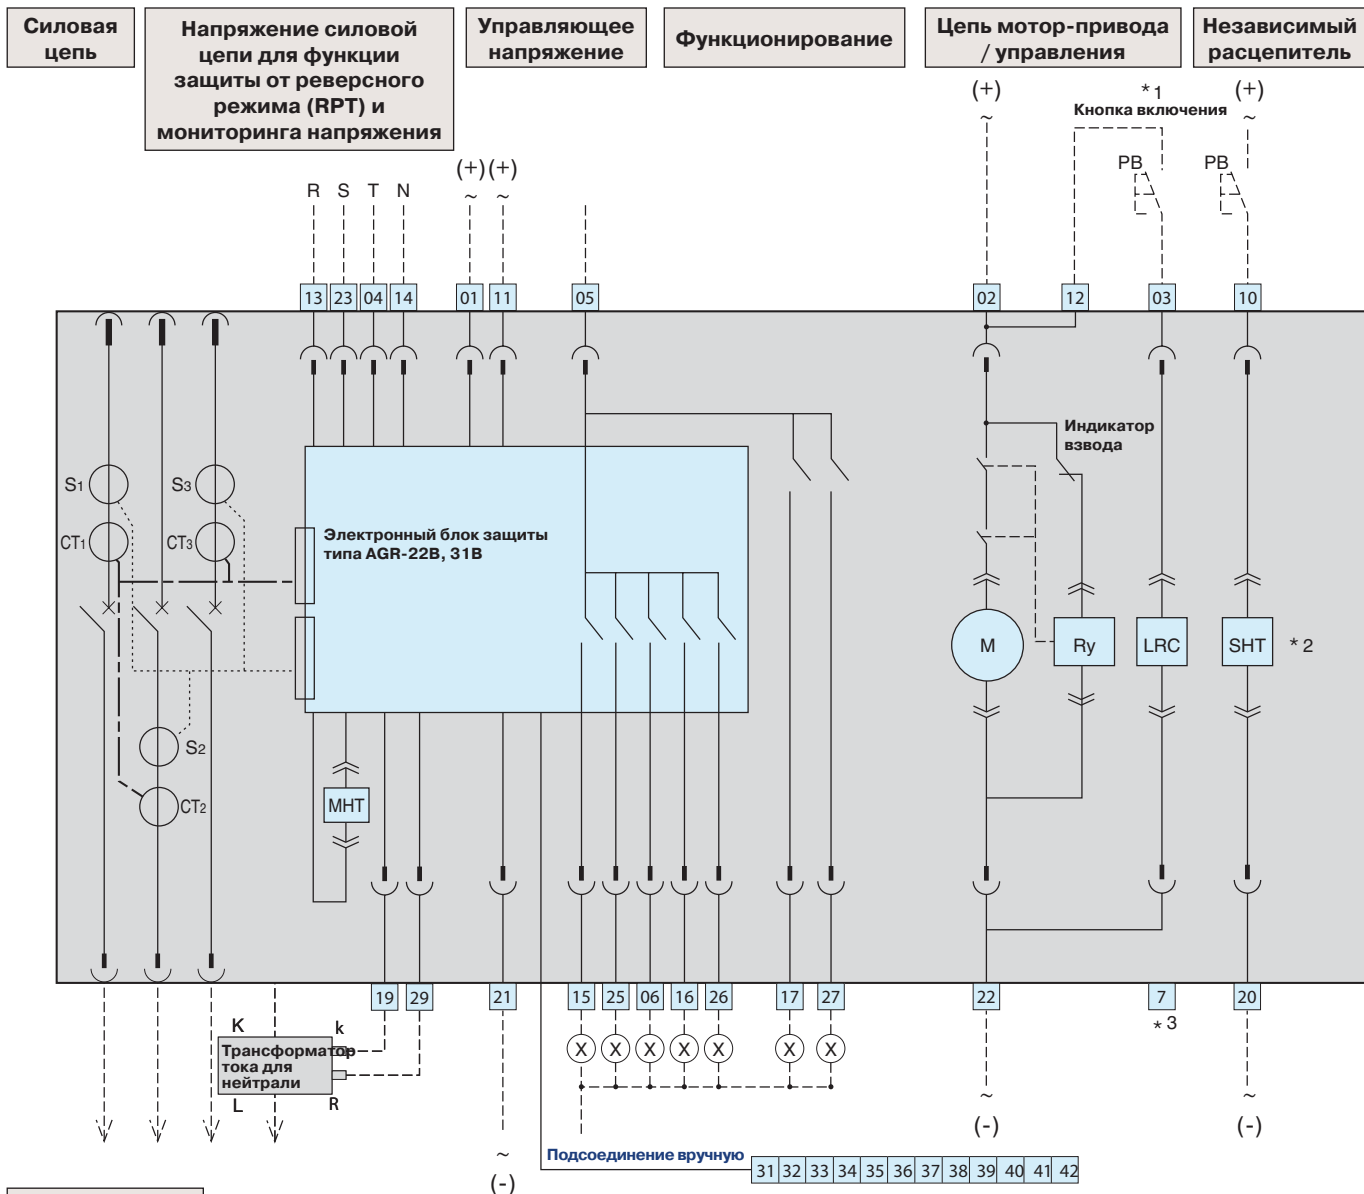 Силовая
цепь
Напряжение силовой
цепи для функции
защиты от реверсного
режима (RPT) и
мониторинга напряжения
Управляющее
напряжение
Функционирование
Цепь мотор-привода
/ управления
Независимый
расцепитель
(+) *1 (+)
~ Кнопка включения ~
PB PB
(+) (+)
R S T N ~ ~
13 23 04 14 01 11 05 02 12 03 10
Индикатор
взвода
S1 S3
CT1 CT3
Электронный блок защиты
типа AGR-22B, 31B
M Ry LRC SHT *2
S2
CT2 MHT
19 29 21 15 25 06 16 26 17 27 22 7 20
*3
K k
Трансформатор
тока для
нейтрали
L R
X X X X X X X
~ ~
(-) (-)
Подсоединение вручную
~
(-)
31 32 33 34 35 36 37 38 39 40 41 42